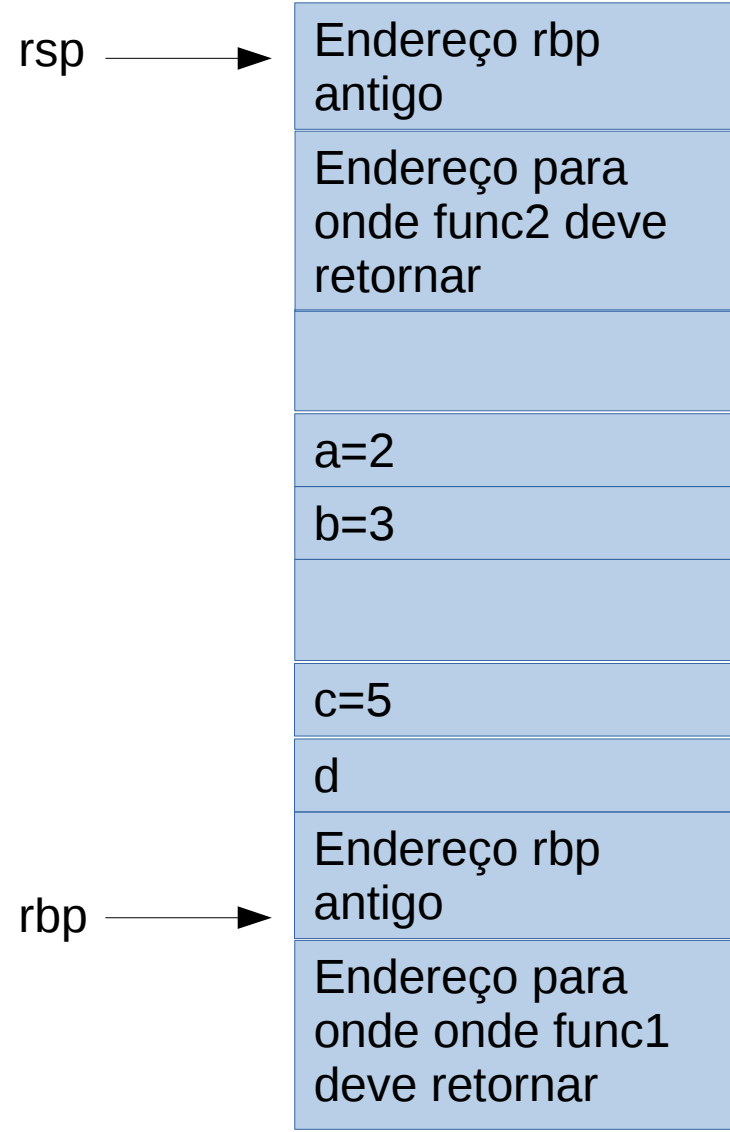 rsp
Endereço rbp
antigo
Endereço para
onde func2 deve
retornar
a=2
b=3
c=5
d
Endereço rbp
antigo
rbp
Endereço para
onde onde func1
deve retornar